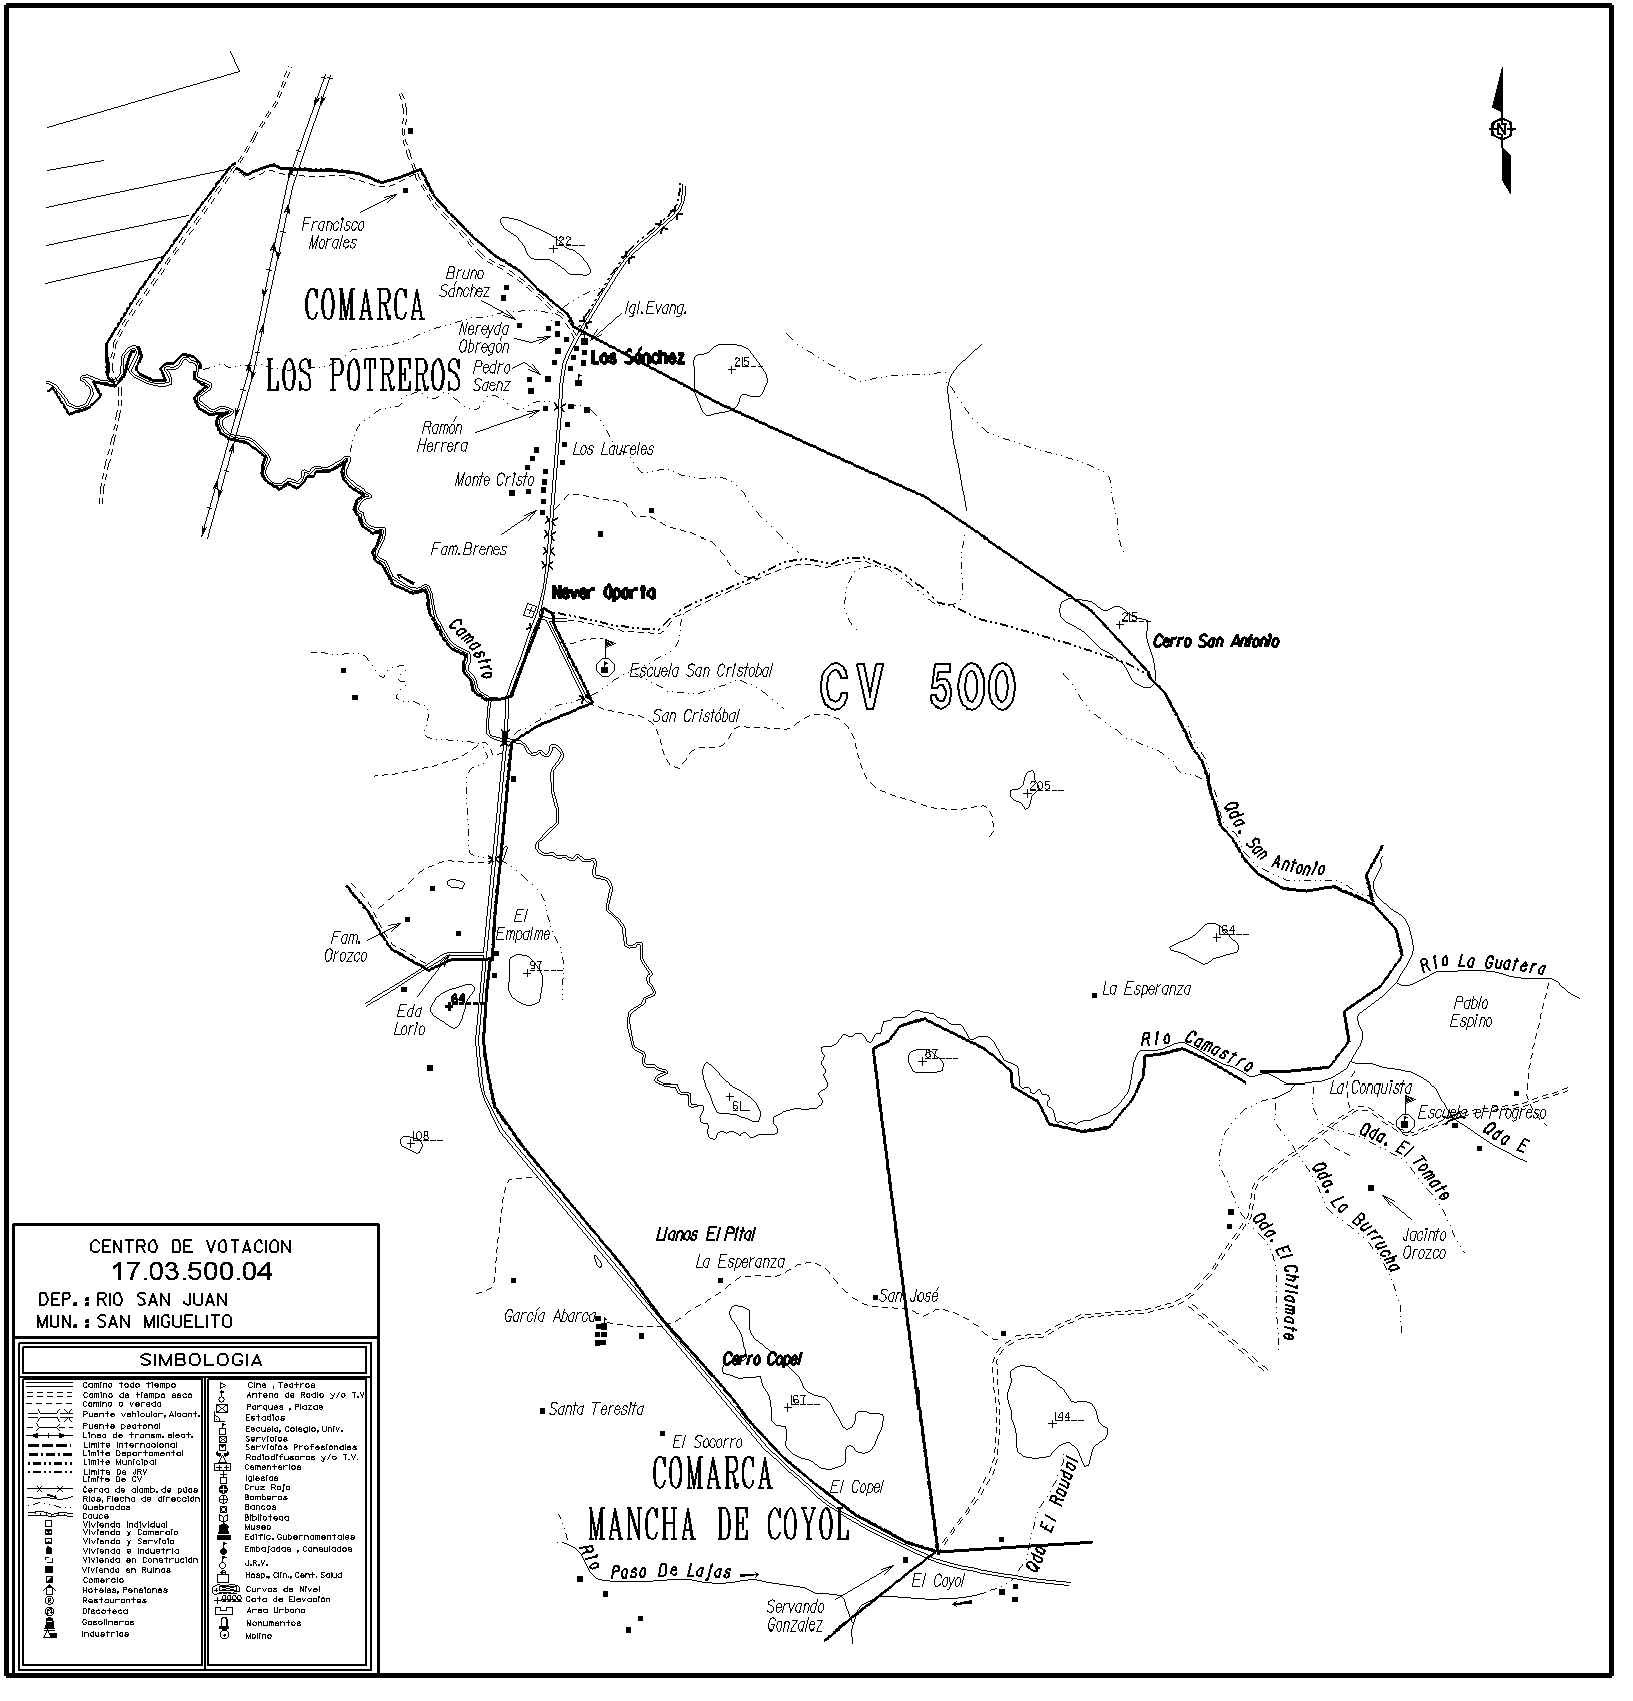 N
122
Francisco
Morales
Bruno
Sánchez
COMARCA
LOS POTREROS
Igl.Evang.
Nereyda
Obregón
Los Sánchez
Pedro
Saenz
215
Ramón
Herrera
Los Laureles
Monte Cristo
Fam.Brenes
Never Oporta
Camastro
215
Cerro San Antonio
Escuela San Cristobal
CV 500
San Cristóbal
205
Qda. San Antonio
El
Empalme
Fam.
Orozco
97
64
Eda
Lorio
164
Rio La Guatera
La Esperanza
Pablo
Espino
87
Rio Camastro
61
La Conquista
Escuela el Progreso
108
Qda. El Tomate
Qda E
Qda. La Burrucha
Jacinto
Orozco
Qda. El Chilamate
Llanos El Pital
La Esperanza
San José
García Abarca
Cerro Copel
167
144
Santa Teresita
El Socorro
COMARCA
MANCHA DE COYOL
El Copel
Qda El Raudal
Rio
Paso De Lajas
El Coyol
Servando
Gonzalez
CENTRO DE VOTACION
17.03.500.04
DEP.: RIO SAN JUAN
MUN.: SAN MIGUELITO
SIMBOLOGIA
Camino todo tiempo
Camino de tiempo seco
Camino o vereda
Puente vehicular, Alcant.
Puente peatonal
Linea de transm. elect.
Limite Internacional
Limite Departamental
Limite Municipal
Limite De JRV
Limite De CV
Cerca de alamb. de púas
Rios, Flecha de dirección
Quebradas
Cauce
Vivienda Individual
Vivienda y Comercio
Vivienda y Servicio
Vivienda e Industria
Vivienda en Construción
Vivienda en Ruinas
Comercio
Hoteles, Pensiones
Restaurantes
Discoteca
Gasolineras
Industrias
Cine , Teatros
Antena de Radio y/o T.V
Parques , Plazas
Estadios
Escuela, Colegio, Univ.
Servicios
Servicios Profesionales
Radiodifusoras y/o T.V.
Cementerios
Iglesias
Cruz Roja
Bomberos
Bancos
Biblioteca
Museo
Edific. Gubernamentales
Embajadas , Consulados
J.R.V.
Hosp., Clin., Cent. Salud
Curvas de Nivel
Cota de Elevación
Area Urbana
Monumentos
Molino